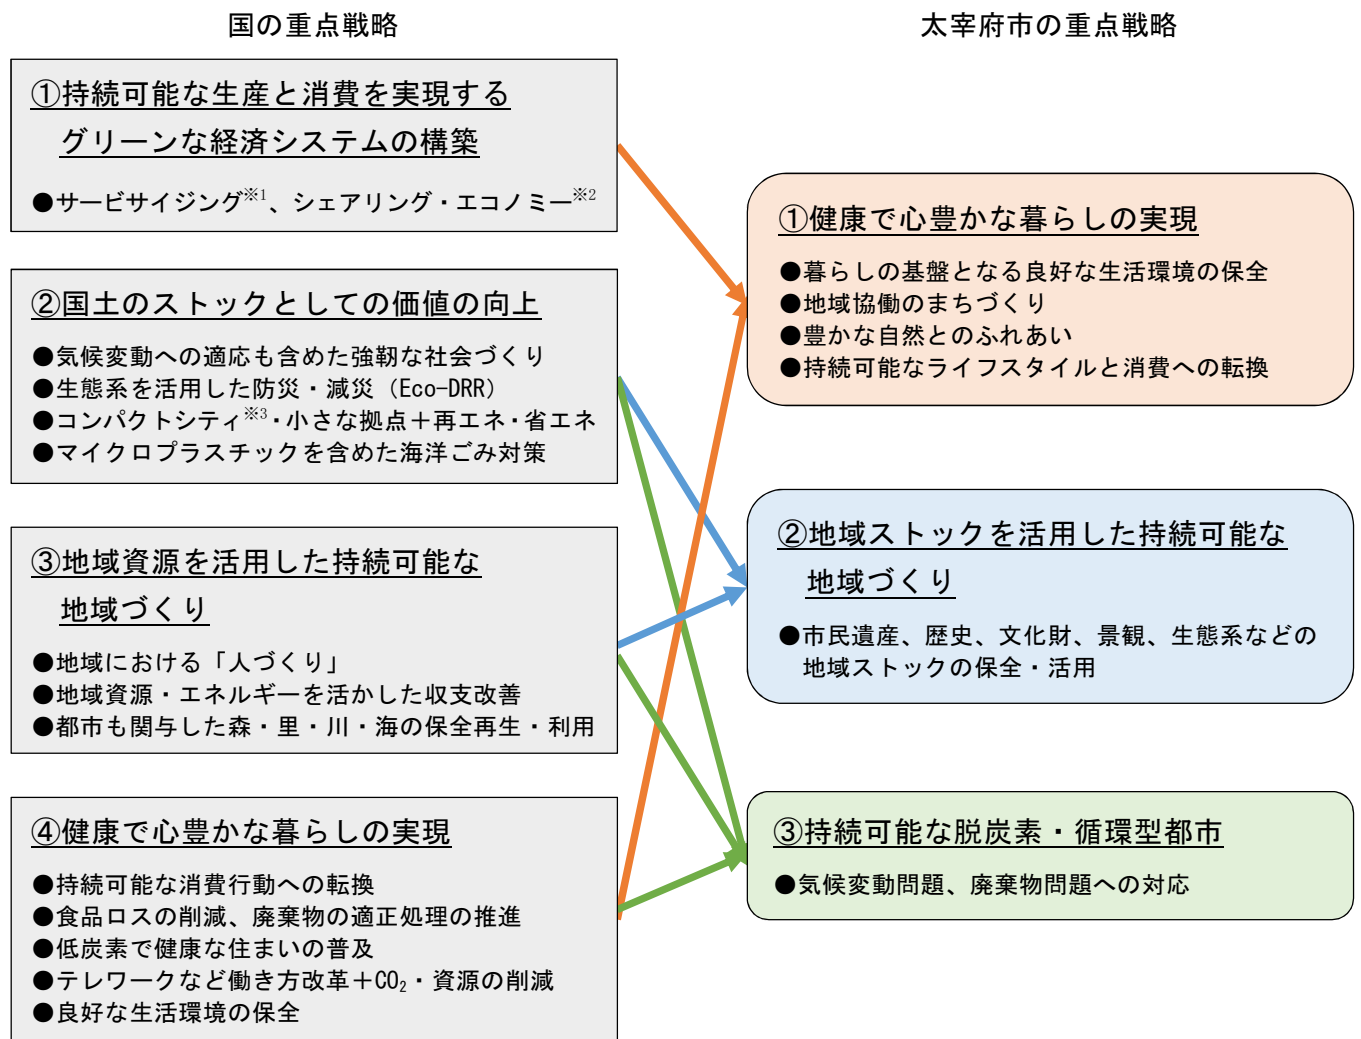 国の重点戦略
太宰府市の重点戦略
①持続可能な生産と消費を実現する
グリーンな経済システムの構築
●サービサイジング※1、シェアリング・エコノミー※2
②国土のストックとしての価値の向上
●気候変動への適応も含めた強靭な社会づくり
●生態系を活用した防災・減災（Eco-DRR）
●コンパクトシティ※3・小さな拠点＋再エネ・省エネ
●マイクロプラスチックを含めた海洋ごみ対策
③地域資源を活用した持続可能な
地域づくり
●地域における「人づくり」
●地域資源・エネルギーを活かした収支改善
●都市も関与した森・里・川・海の保全再生・利用
④健康で心豊かな暮らしの実現
●持続可能な消費行動への転換
●食品ロスの削減、廃棄物の適正処理の推進
●低炭素で健康な住まいの普及
●テレワークなど働き方改革＋CO₂・資源の削減
●良好な生活環境の保全
①健康で心豊かな暮らしの実現
●暮らしの基盤となる良好な生活環境の保全
●地域協働のまちづくり
●豊かな自然とのふれあい
●持続可能なライフスタイルと消費への転換
②地域ストックを活用した持続可能な
地域づくり
●市民遺産、歴史、文化財、景観、生態系などの
地域ストックの保全・活用
③持続可能な脱炭素・循環型都市
●気候変動問題、廃棄物問題への対応